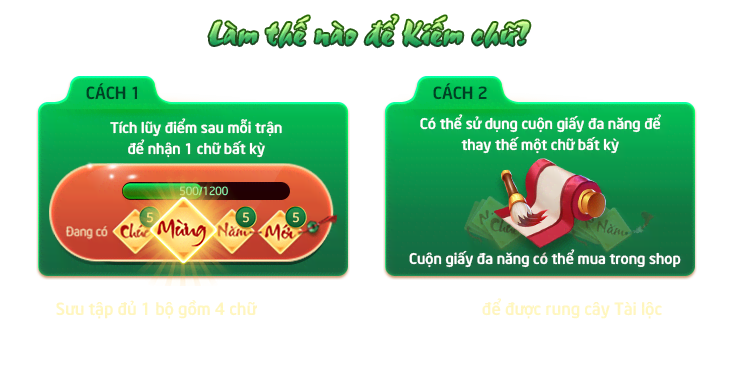 Làm thế nào để Kiếm chữ?
CÁCH 1
Tích lũy điểm sau mỗi trận
để nhận 1 chữ bất kỳ
500/1200
5
5
5
Đang có
Chúc
Mừng
Năm
Mới
CÁCH 2
Có thể sử dụng cuộn giấy đa năng để
thay thế một chữ bất kỳ
Chúc
Năm
Cuộn giấy đa năng có thể mua trong shop
Sưu tập đủ 1 bộ gồm 4 chữ
để được rung cây Tài lộc